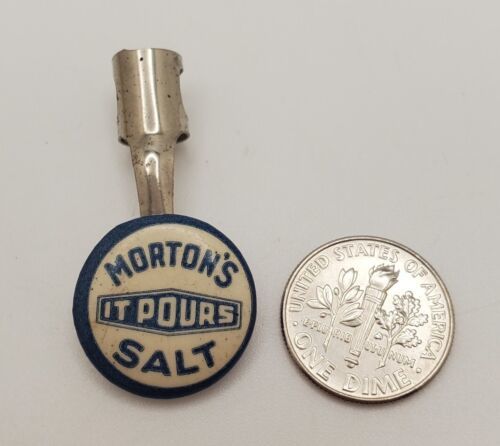 MORTON'S
IT POURS
SALT
UNITED STATES OF AMERICA
E PLURIBUS UNUM
ONE DIME